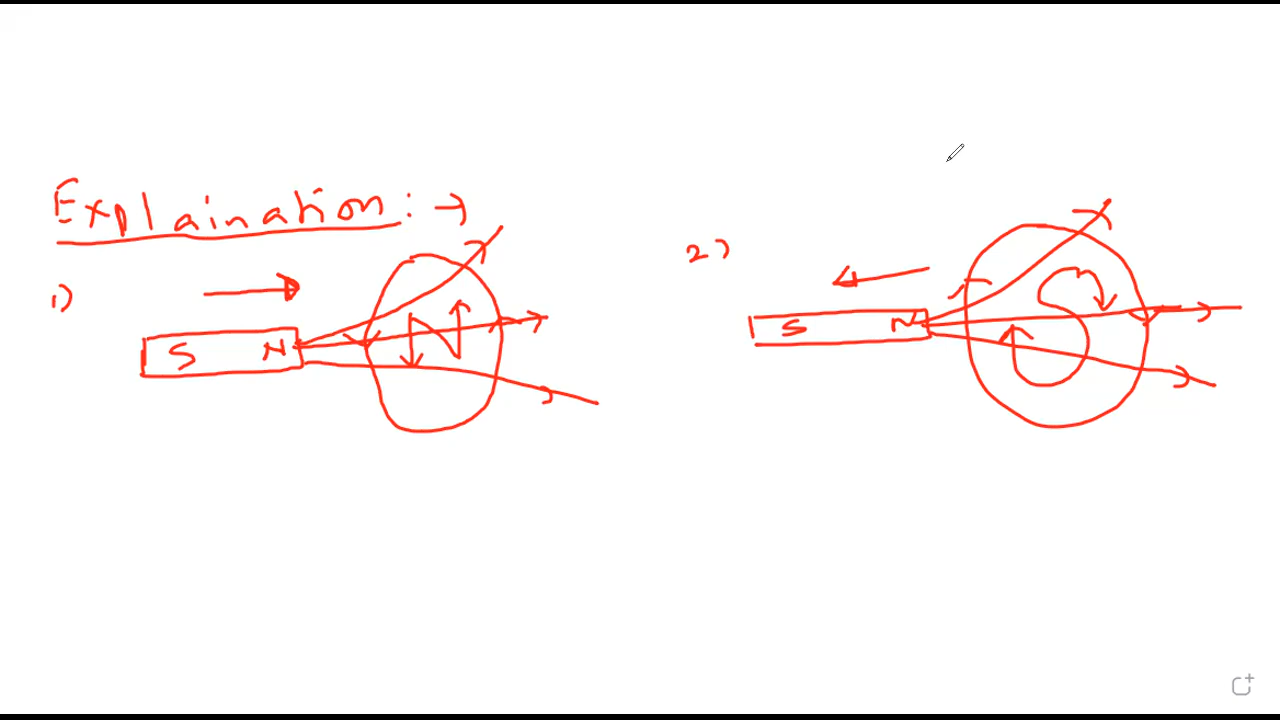 Explaination :→
1)
S N
N
2)
S N
S